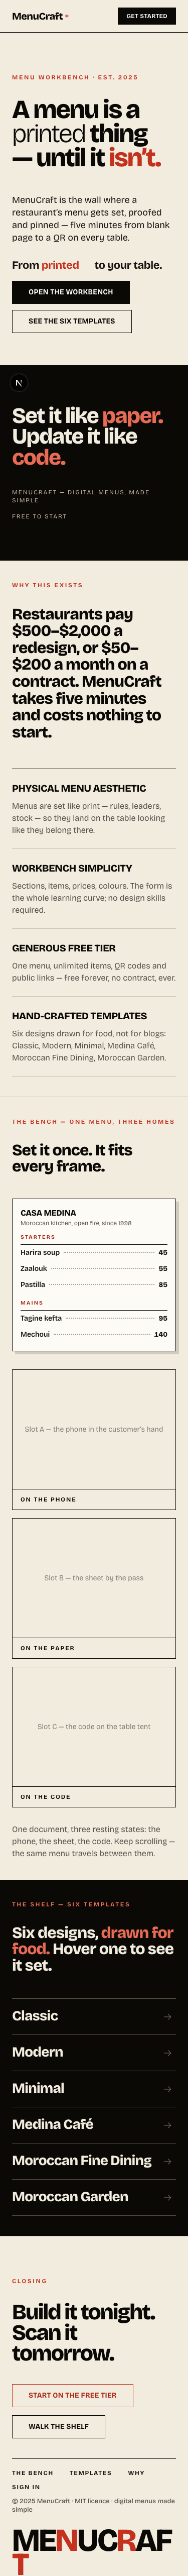 MenuCraft
GET STARTED
MENU WORKBENCH · EST. 2025
A menu is a
printed thing
— until it isn't.
MenuCraft is the wall where a
restaurant's menu gets set, proofed
and pinned — five minutes from blank
page to a QR on every table.
From printed to your table.
OPEN THE WORKBENCH
SEE THE SIX TEMPLATES
N
Set it like paper.
Update it like
code.
MENUCRAFT — DIGITAL MENUS, MADE
SIMPLE
FREE TO START
WHY THIS EXISTS
Restaurants pay
$500–$2,000 a
redesign, or $50–
$200 a month on a
contract. MenuCraft
takes five minutes
and costs nothing to
start.
PHYSICAL MENU AESTHETIC
Menus are set like print — rules, leaders,
stock — so they land on the table looking
like they belong there.
WORKBENCH SIMPLICITY
Sections, items, prices, colours. The form is
the whole learning curve; no design skills
required.
GENEROUS FREE TIER
One menu, unlimited items, QR codes and
public links — free forever, no contract, ever.
HAND-CRAFTED TEMPLATES
Six designs drawn for food, not for blogs:
Classic, Modern, Minimal, Medina Café,
Moroccan Fine Dining, Moroccan Garden.
THE BENCH — ONE MENU, THREE HOMES
Set it once. It fits
every frame.
CASA MEDINA
Moroccan kitchen, open fire, since 1998
STARTERS
Harira soup 45
Zaalouk 55
Pastilla 85
MAINS
Tagine kefta 95
Mechoui 140
Slot A — the phone in the customer's hand
ON THE PHONE
Slot B — the sheet by the pass
ON THE PAPER
Slot C — the code on the table tent
ON THE CODE
One document, three resting states: the
phone, the sheet, the code. Keep scrolling —
the same menu travels between them.
THE SHELF — SIX TEMPLATES
Six designs, drawn for
food. Hover one to see
it set.
Classic →
Modern →
Minimal →
Medina Café →
Moroccan Fine Dining →
Moroccan Garden →
CLOSING
Build it tonight.
Scan it
tomorrow.
START ON THE FREE TIER
WALK THE SHELF
THE BENCH TEMPLATES WHY
SIGN IN
© 2025 MenuCraft · MIT licence · digital menus made
simple
MENUCRAF
T